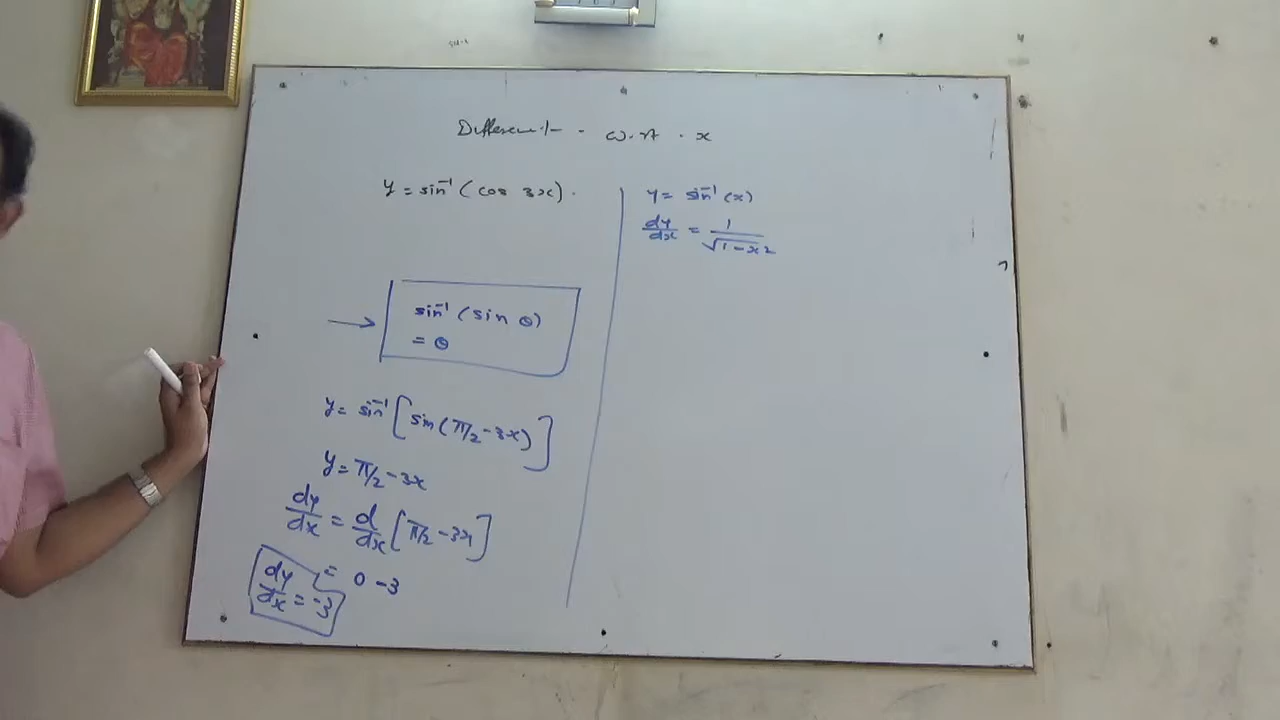 Different - w.r.t. x
y = sin⁻¹(cos 3x).
sin⁻¹(sin θ)
= θ
y = sin⁻¹[sin(π/2 - 3x)]
y = π/2 - 3x
dy/dx = d/dx [π/2 - 3x]
= 0 - 3
dy/dx = -3
y = sin⁻¹(x)
dy/dx = 1/√(1-x²)